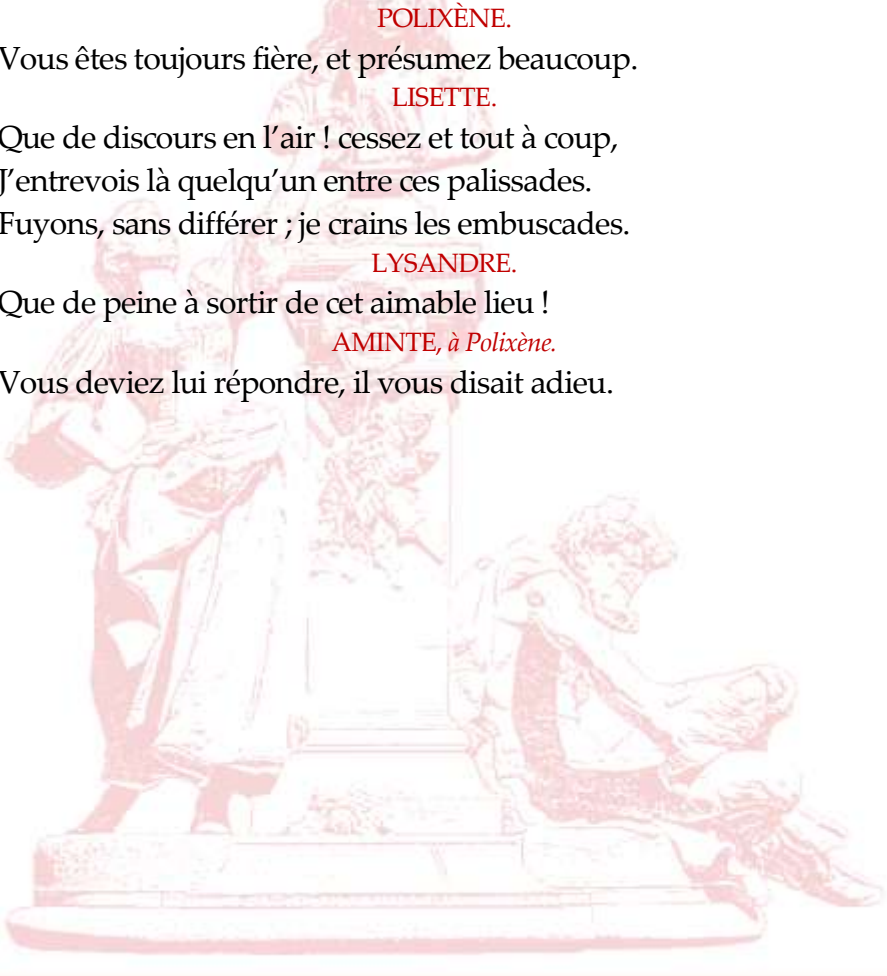 POLIXÈNE.
Vous êtes toujours fière, et présumez beaucoup.
LISETTE.
Que de discours en l’air ! cessez et tout à coup,
J’entrevois là quelqu’un entre ces palissades.
Fuyons, sans différer ; je crains les embuscades.
LYSANDRE.
Que de peine à sortir de cet aimable lieu !
AMINTE, à Polixène.
Vous deviez lui répondre, il vous disait adieu.